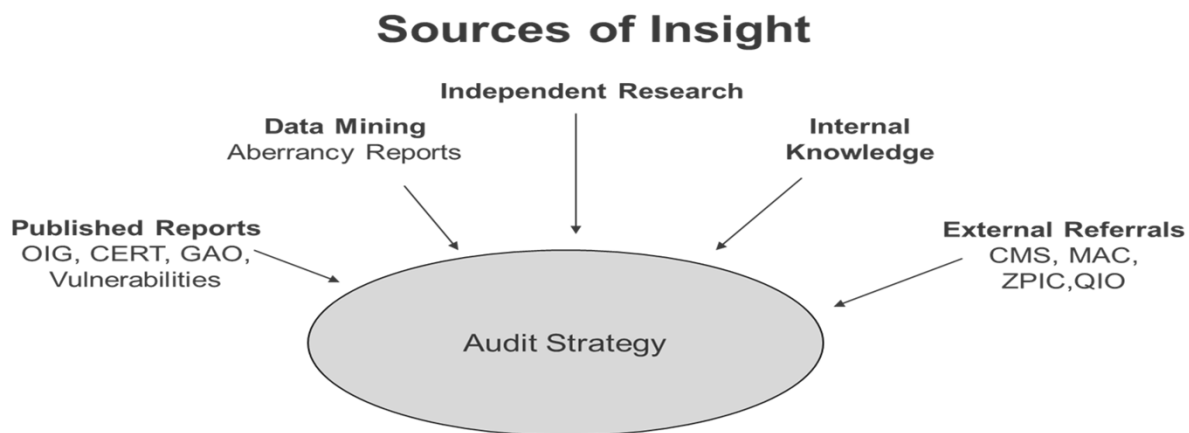 Sources of Insight
Independent Research
Data Mining
Aberrancy Reports
Internal
Knowledge
Published Reports
OIG, CERT, GAO,
Vulnerabilities
External Referrals
CMS, MAC,
ZPIC,QIO
Audit Strategy